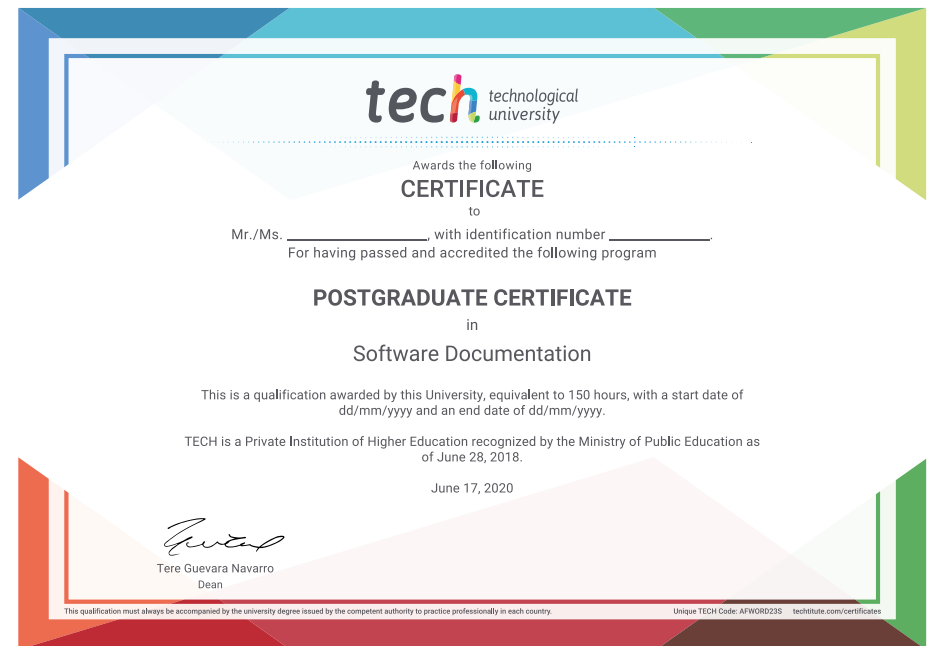 tech technological
university
Awards the following
CERTIFICATE
to
Mr./Ms. ____________________, with identification number ______________.
For having passed and accredited the following program
POSTGRADUATE CERTIFICATE
in
Software Documentation
This is a qualification awarded by this University, equivalent to 150 hours, with a start date of
dd/mm/yyyy and an end date of dd/mm/yyyy.
TECH is a Private Institution of Higher Education recognized by the Ministry of Public Education as
of June 28, 2018.
June 17, 2020
Tere Guevara Navarro
Dean
This qualification must always be accompanied by the university degree issued by the competent authority to practice professionally in each country. Unique TECH Code: AFWORD23S techtitute.com/certificates